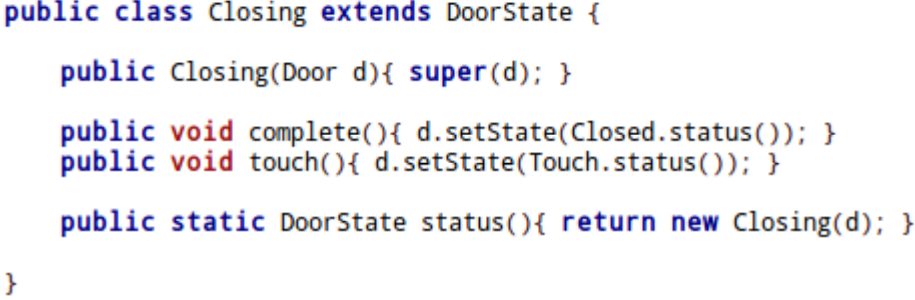 public class Closing extends DoorState {
public Closing(Door d){ super(d); }
public void complete(){ d.setState(Closed.status()); }
public void touch(){ d.setState(Touch.status()); }
public static DoorState status(){ return new Closing(d); }
}